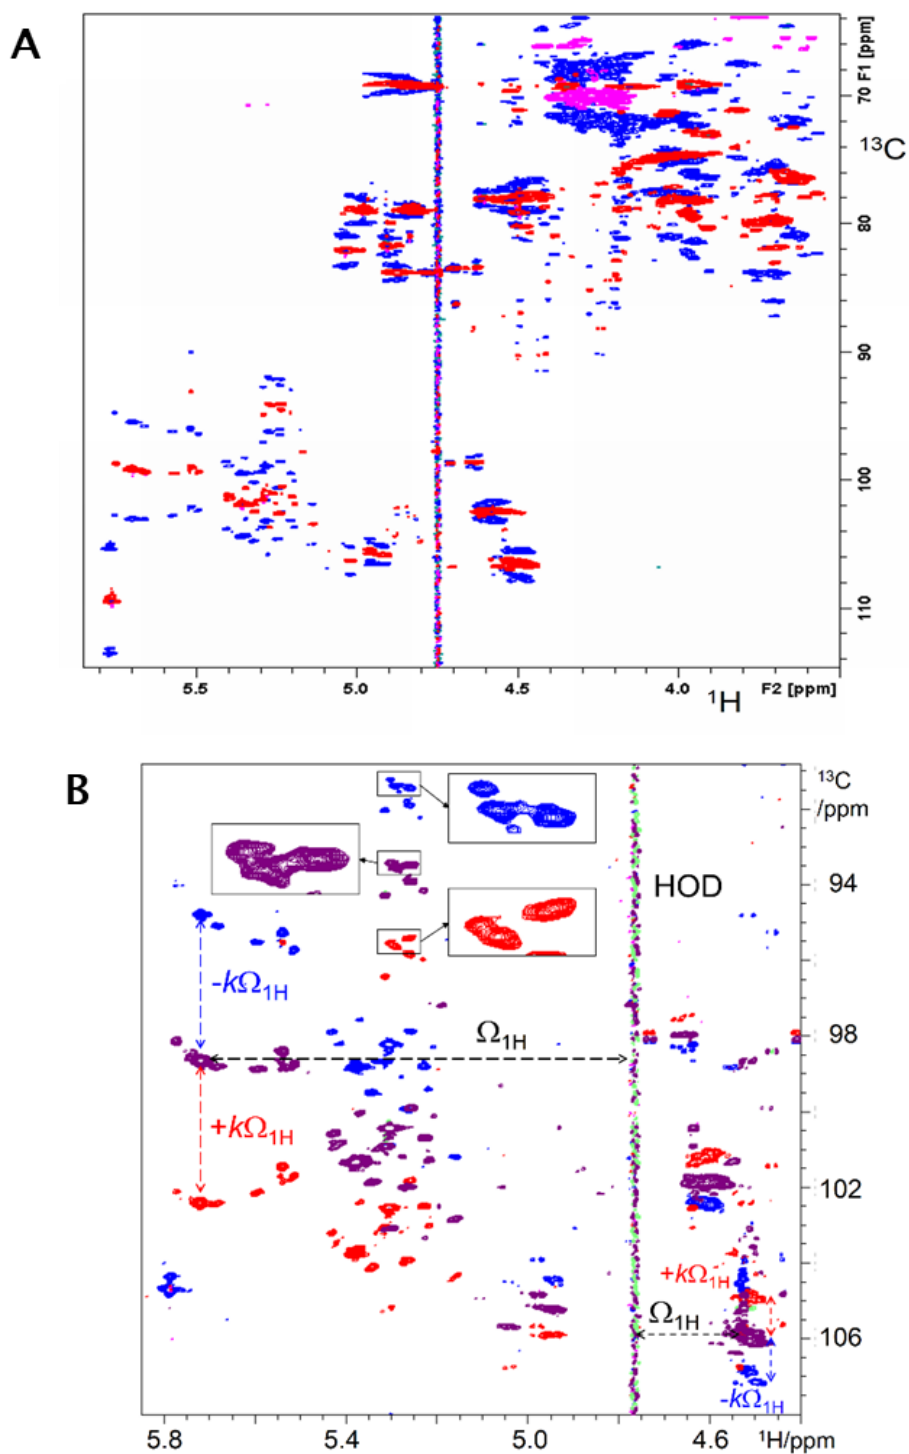 A
70 F1 [ppm]
¹³C
80
90
100
110
5.5 5.0 4.5 4.0 F2 [ppm]
¹H
B
¹³C
/ppm
94
HOD
-kΩ₁H
98
Ω₁H
+kΩ₁H
102
+kΩ₁H
Ω₁H
106
-kΩ₁H
5.8 5.4 5.0 4.6 ¹H/ppm